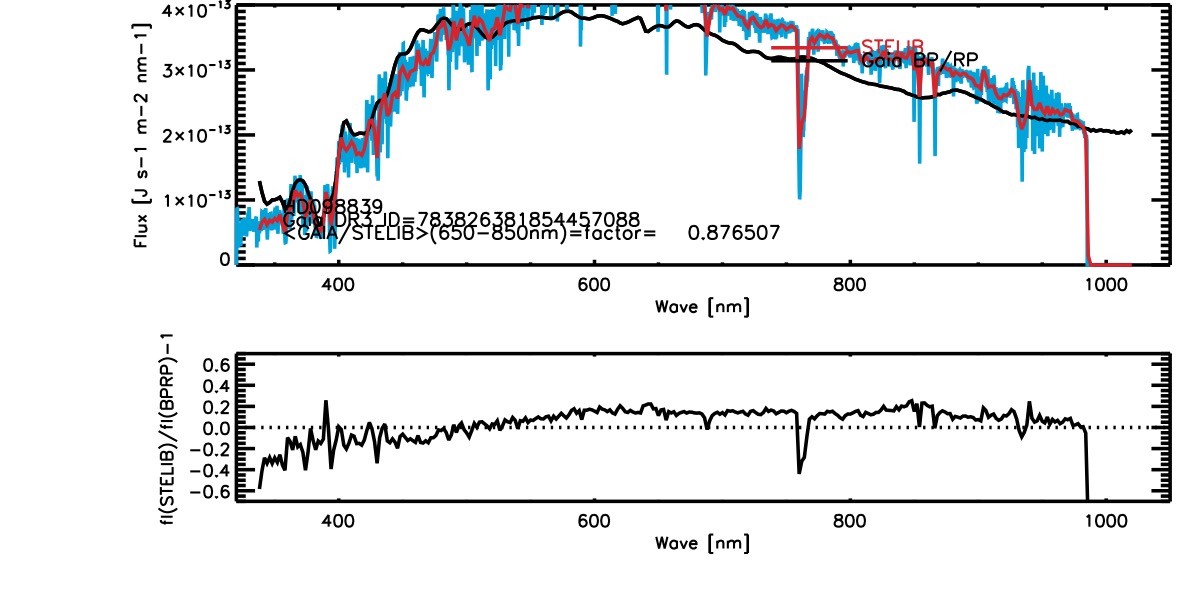 4×10−13
3×10−13
2×10−13
1×10−13
0
Flux [J s−1 m−2 nm−1]
STELIB
Gaia BP/RP
HD098839
Gaia DR3 ID=783826381854457088
<GAIA/STELIB>(650−850nm)=factor= 0.876507
400 600 800 1000
Wave [nm]
fl(STELIB)/fl(BPRP)−1
0.6
0.4
0.2
0.0
−0.2
−0.4
−0.6
400 600 800 1000
Wave [nm]